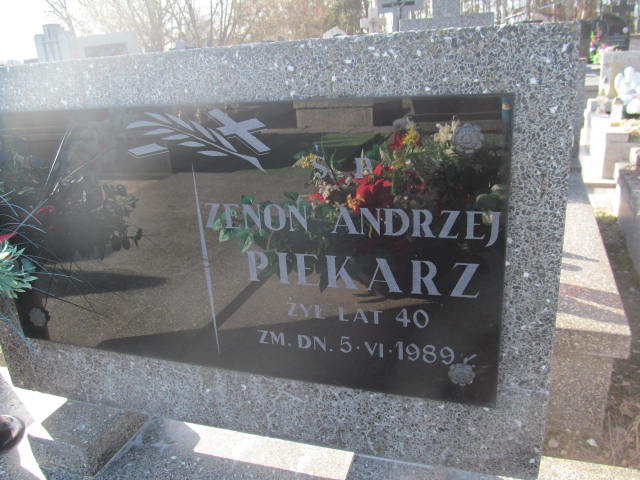 Ś. P.
ZENON ANDRZEJ
PIEKARZ
ŻYŁ LAT 40
ZM. DN. 5·VI·1989